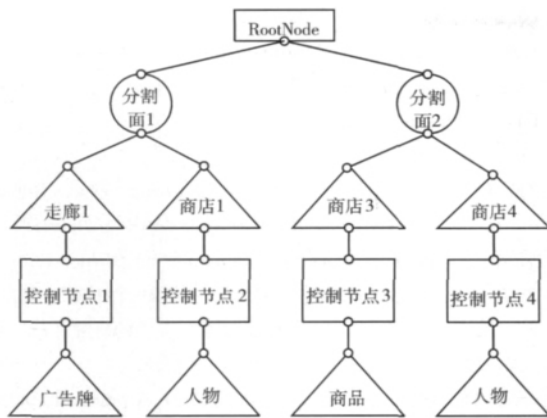 RootNode
分割
面1
分割
面2
走廊1
商店1
商店3
商店4
控制节点1
控制节点2
控制节点3
控制节点4
广告牌
人物
商品
人物